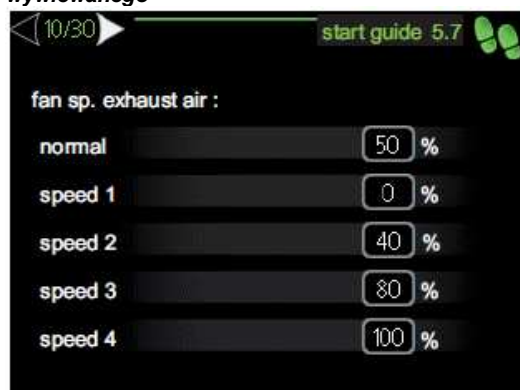 10/30
start guide 5.7
fan sp. exhaust air :
normal 50 %
speed 1 0 %
speed 2 40 %
speed 3 80 %
speed 4 100 %